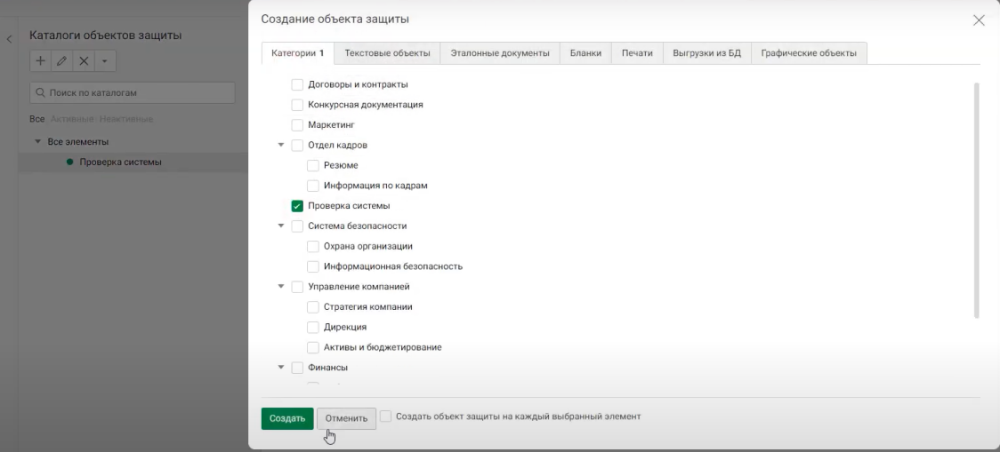 Каталоги объектов защиты
Поиск по каталогам
Все Активные Неактивные
Все элементы
Проверка системы
Создание объекта защиты
Категории 1 Текстовые объекты Эталонные документы Бланки Печати Выгрузки из БД Графические объекты
Договоры и контракты
Конкурсная документация
Маркетинг
Отдел кадров
Резюме
Информация по кадрам
Проверка системы
Система безопасности
Охрана организации
Информационная безопасность
Управление компанией
Стратегия компании
Дирекция
Активы и бюджетирование
Финансы
Создать Отменить Создать объект защиты на каждый выбранный элемент